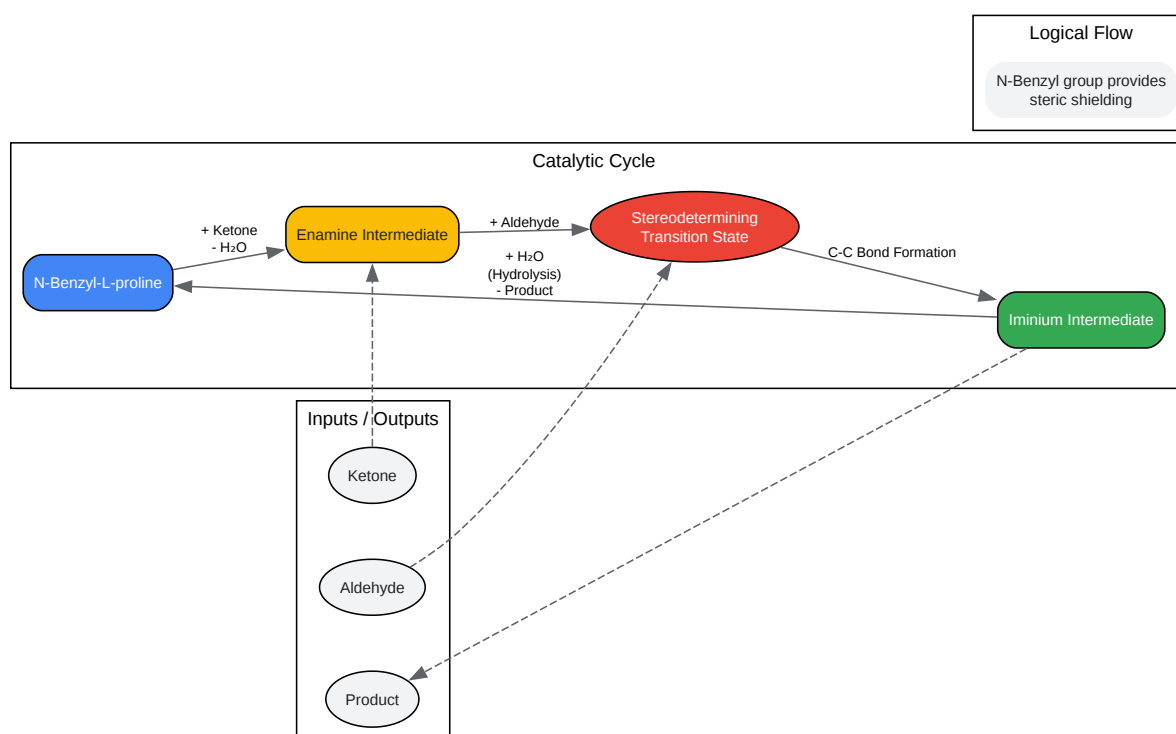 Logical Flow
N-Benzyl group provides
steric shielding
Catalytic Cycle
N-Benzyl-L-proline
+ Ketone
- H₂O
Enamine Intermediate
+ Aldehyde
Stereodetermining
Transition State
+ H₂O
(Hydrolysis)
- Product
C-C Bond Formation
Iminium Intermediate
Inputs / Outputs
Ketone
Aldehyde
Product